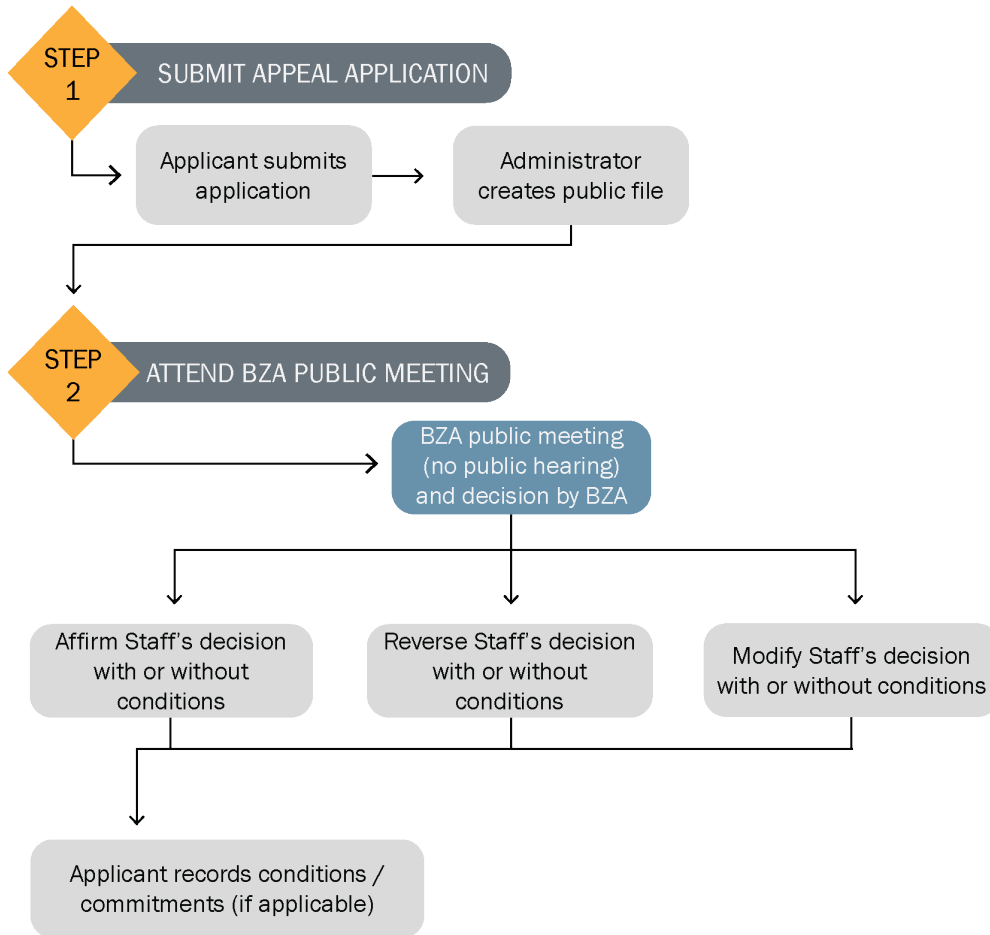 STEP
1
SUBMIT APPEAL APPLICATION
Applicant submits
application
Administrator
creates public file
STEP
2
ATTEND BZA PUBLIC MEETING
BZA public meeting
(no public hearing)
and decision by BZA
Affirm Staff's decision
with or without
conditions
Reverse Staff's decision
with or without
conditions
Modify Staff's decision
with or without conditions
Applicant records conditions /
commitments (if applicable)